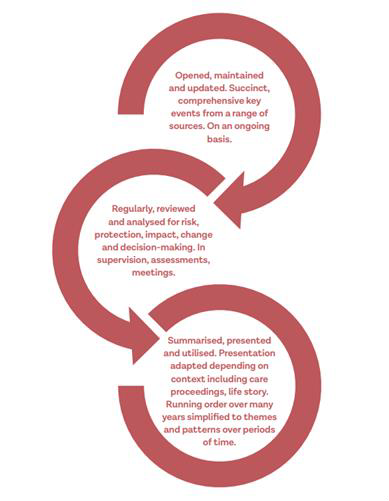 Opened, maintained
and updated. Succinct,
comprehensive key
events from a range of
sources. On an ongoing
basis.
Regularly, reviewed
and analysed for risk,
protection, impact, change
and decision-making. In
supervision, assessments,
meetings.
Summarised, presented
and utilised. Presentation
adapted depending on
context including care
proceedings, life story.
Running order over many
years simplified to themes
and patterns over periods
of time.